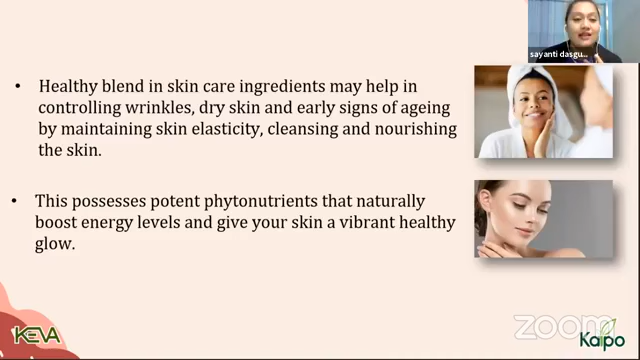 sayanti dasgu...
• Healthy blend in skin care ingredients may help in
controlling wrinkles, dry skin and early signs of ageing
by maintaining skin elasticity, cleansing and nourishing
the skin.
• This possesses potent phytonutrients that naturally
boost energy levels and give your skin a vibrant healthy
glow.
KEVA
zoom
Kaipo